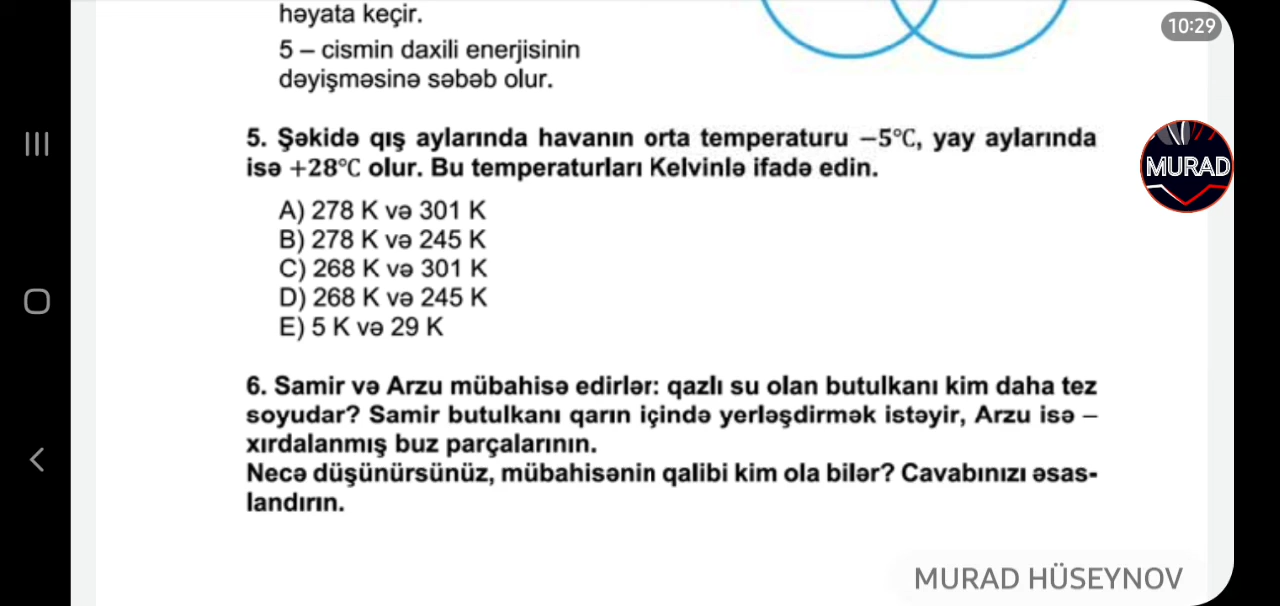 həyata keçir.
10:29
5 – cismin daxili enerjisinin
dəyişməsinə səbəb olur.
5. Şəkidə qış aylarında havanın orta temperaturu −5°C, yay aylarında
isə +28°C olur. Bu temperaturları Kelvinlə ifadə edin.
MURAD
A) 278 K və 301 K
B) 278 K və 245 K
C) 268 K və 301 K
D) 268 K və 245 K
E) 5 K və 29 K
6. Samir və Arzu mübahisə edirlər: qazlı su olan butulkanı kim daha tez
soyudar? Samir butulkanı qarın içində yerləşdirmək istəyir, Arzu isə –
xırdalanmış buz parçalarının.
Necə düşünürsünüz, mübahisənin qalibi kim ola bilər? Cavabınızı əsas-
landırın.
MURAD HÜSEYNOV